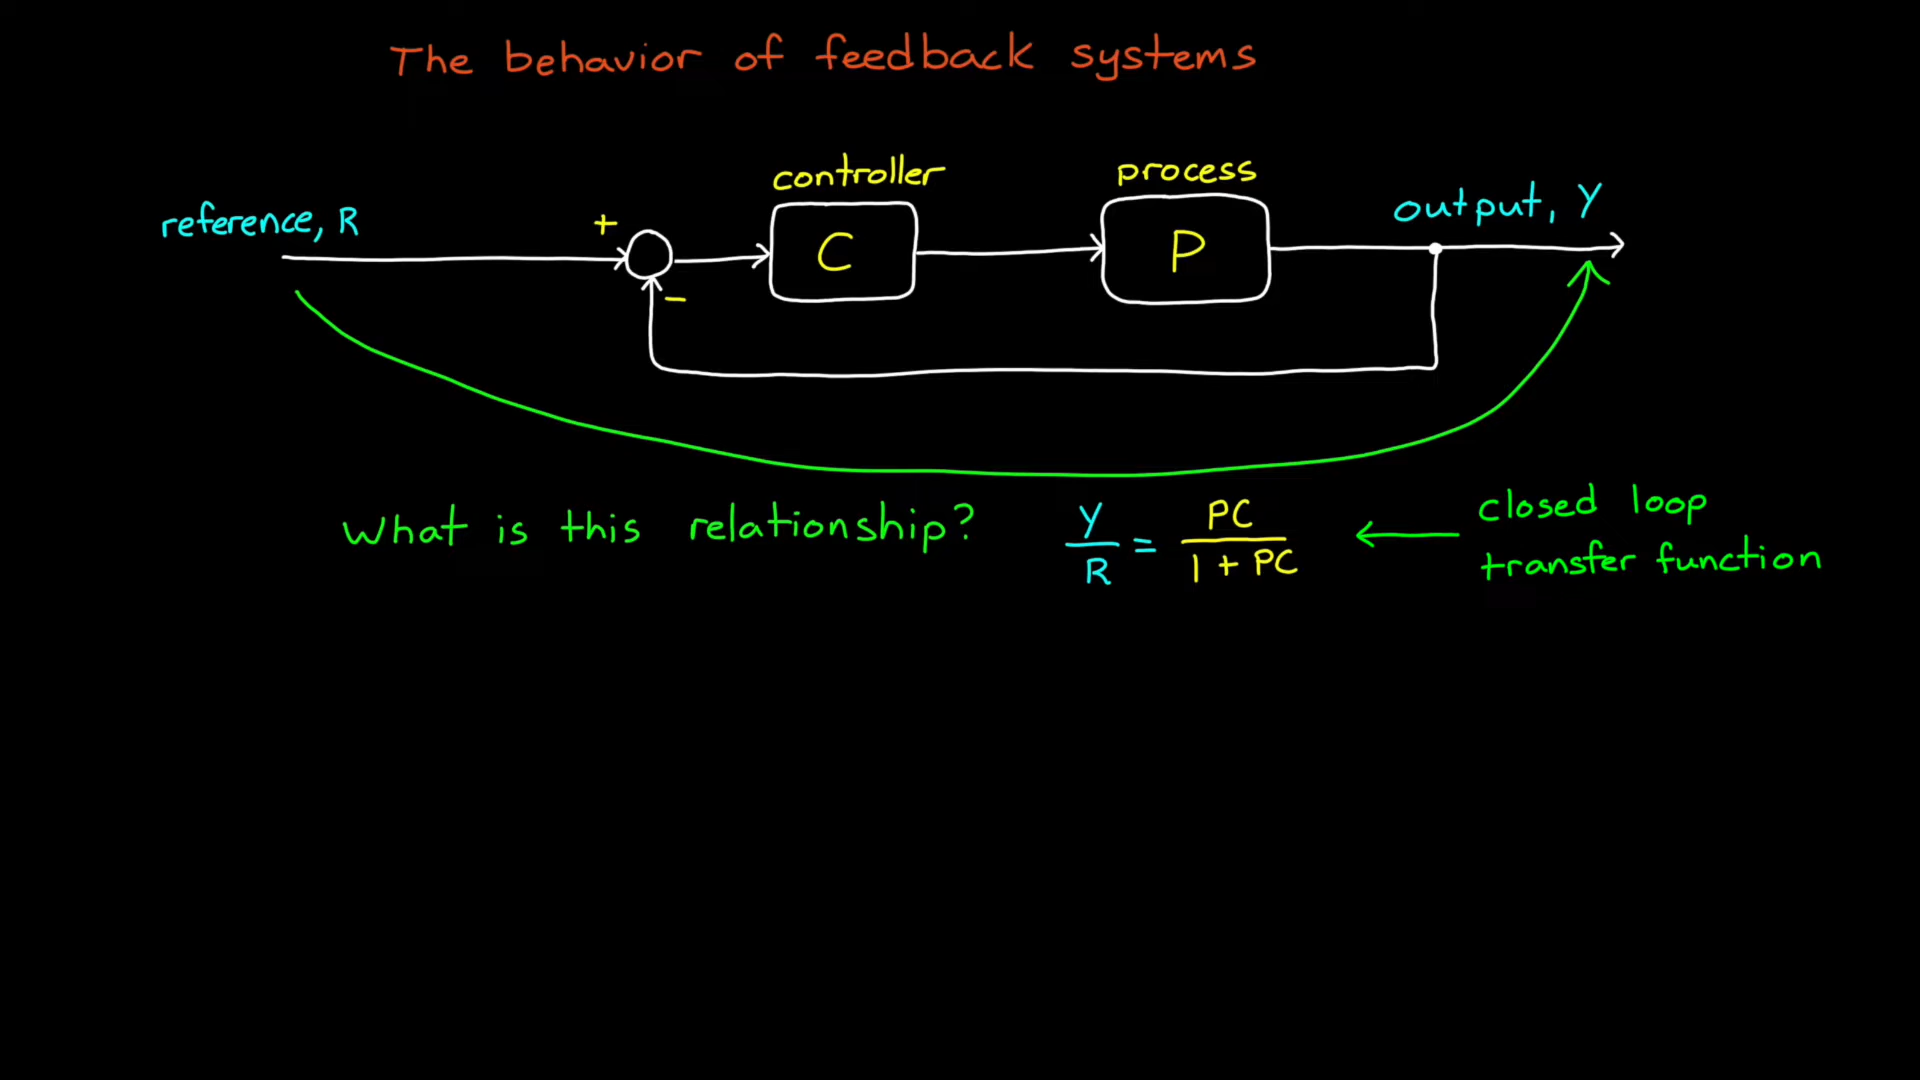 The behavior of feedback systems
controller
process
reference, R
+
output, Y
C
P
−
What is this relationship?
Y/R = PC/(1 + PC)
closed loop
transfer function